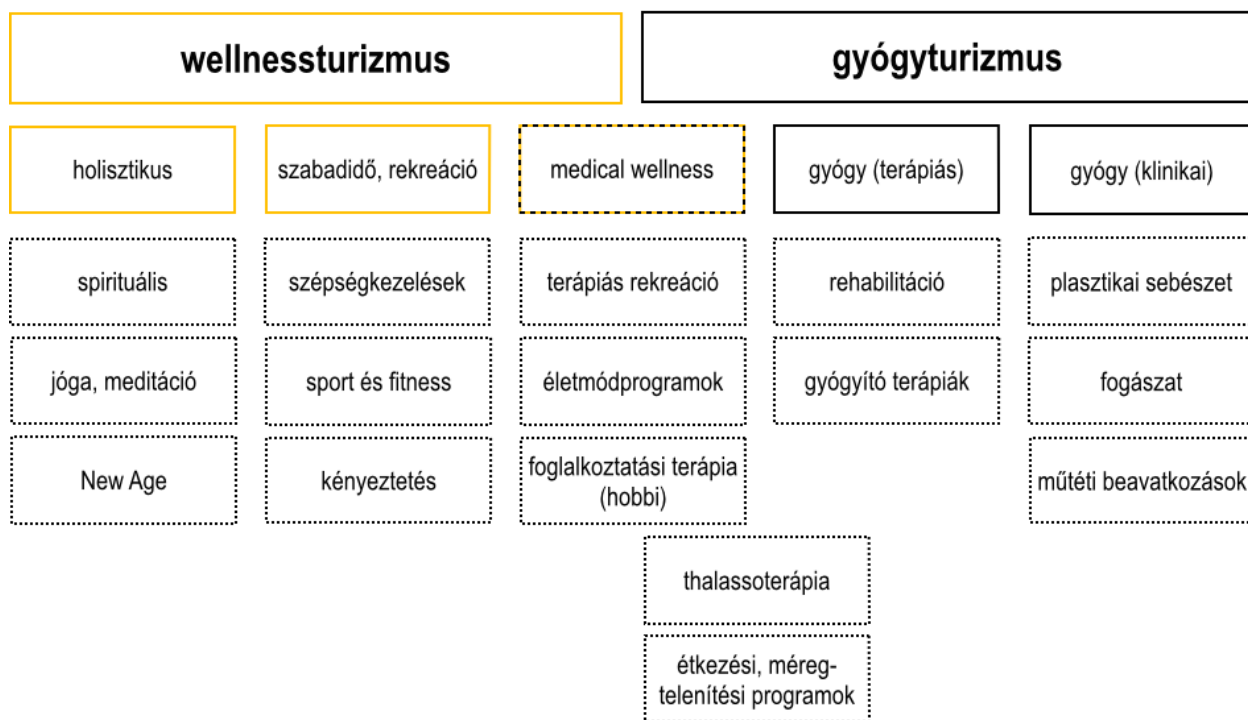 wellnessturizmus
gyógyturizmus
holisztikus
szabadidő, rekreáció
medical wellness
gyógy (terápiás)
gyógy (klinikai)
spirituális
szépségkezelések
terápiás rekreáció
rehabilitáció
plasztikai sebészet
jóga, meditáció
sport és fitness
életmódprogramok
gyógyító terápiák
fogászat
New Age
kényeztetés
foglalkoztatási terápia
(hobbi)
műtéti beavatkozások
thalassoterápia
étkezési, méreg-
telenítési programok